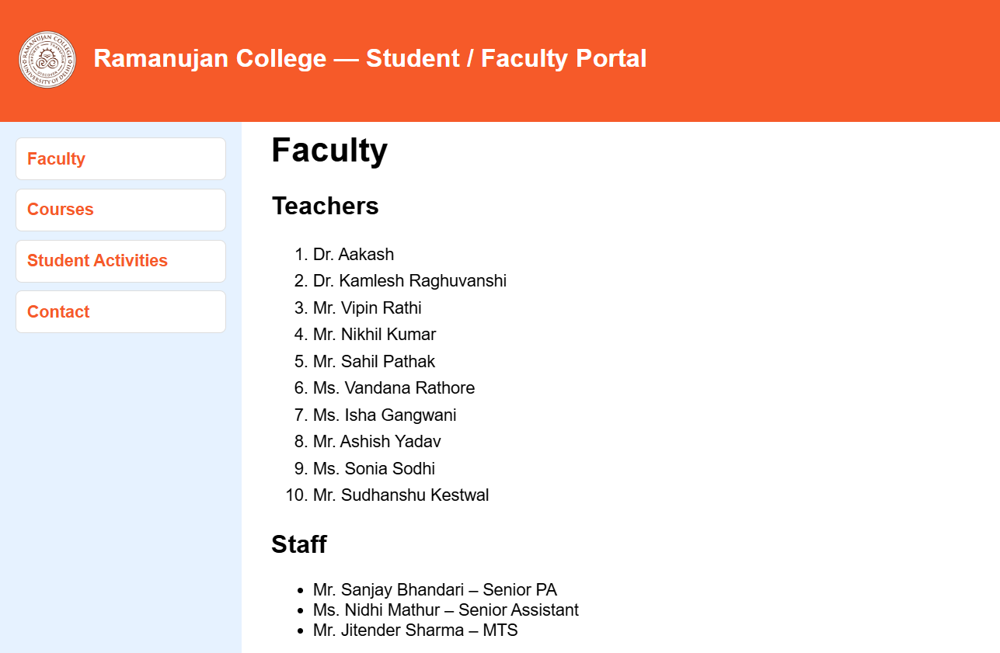 RAMANUJAN COLLEGE
UNIVERSITY OF DELHI
DISCOVER
Ramanujan College — Student / Faculty Portal
Faculty
Courses
Student Activities
Contact
Faculty
Teachers
1. Dr. Aakash
2. Dr. Kamlesh Raghuvanshi
3. Mr. Vipin Rathi
4. Mr. Nikhil Kumar
5. Mr. Sahil Pathak
6. Ms. Vandana Rathore
7. Ms. Isha Gangwani
8. Mr. Ashish Yadav
9. Ms. Sonia Sodhi
10. Mr. Sudhanshu Kestwal
Staff
• Mr. Sanjay Bhandari – Senior PA
• Ms. Nidhi Mathur – Senior Assistant
• Mr. Jitender Sharma – MTS